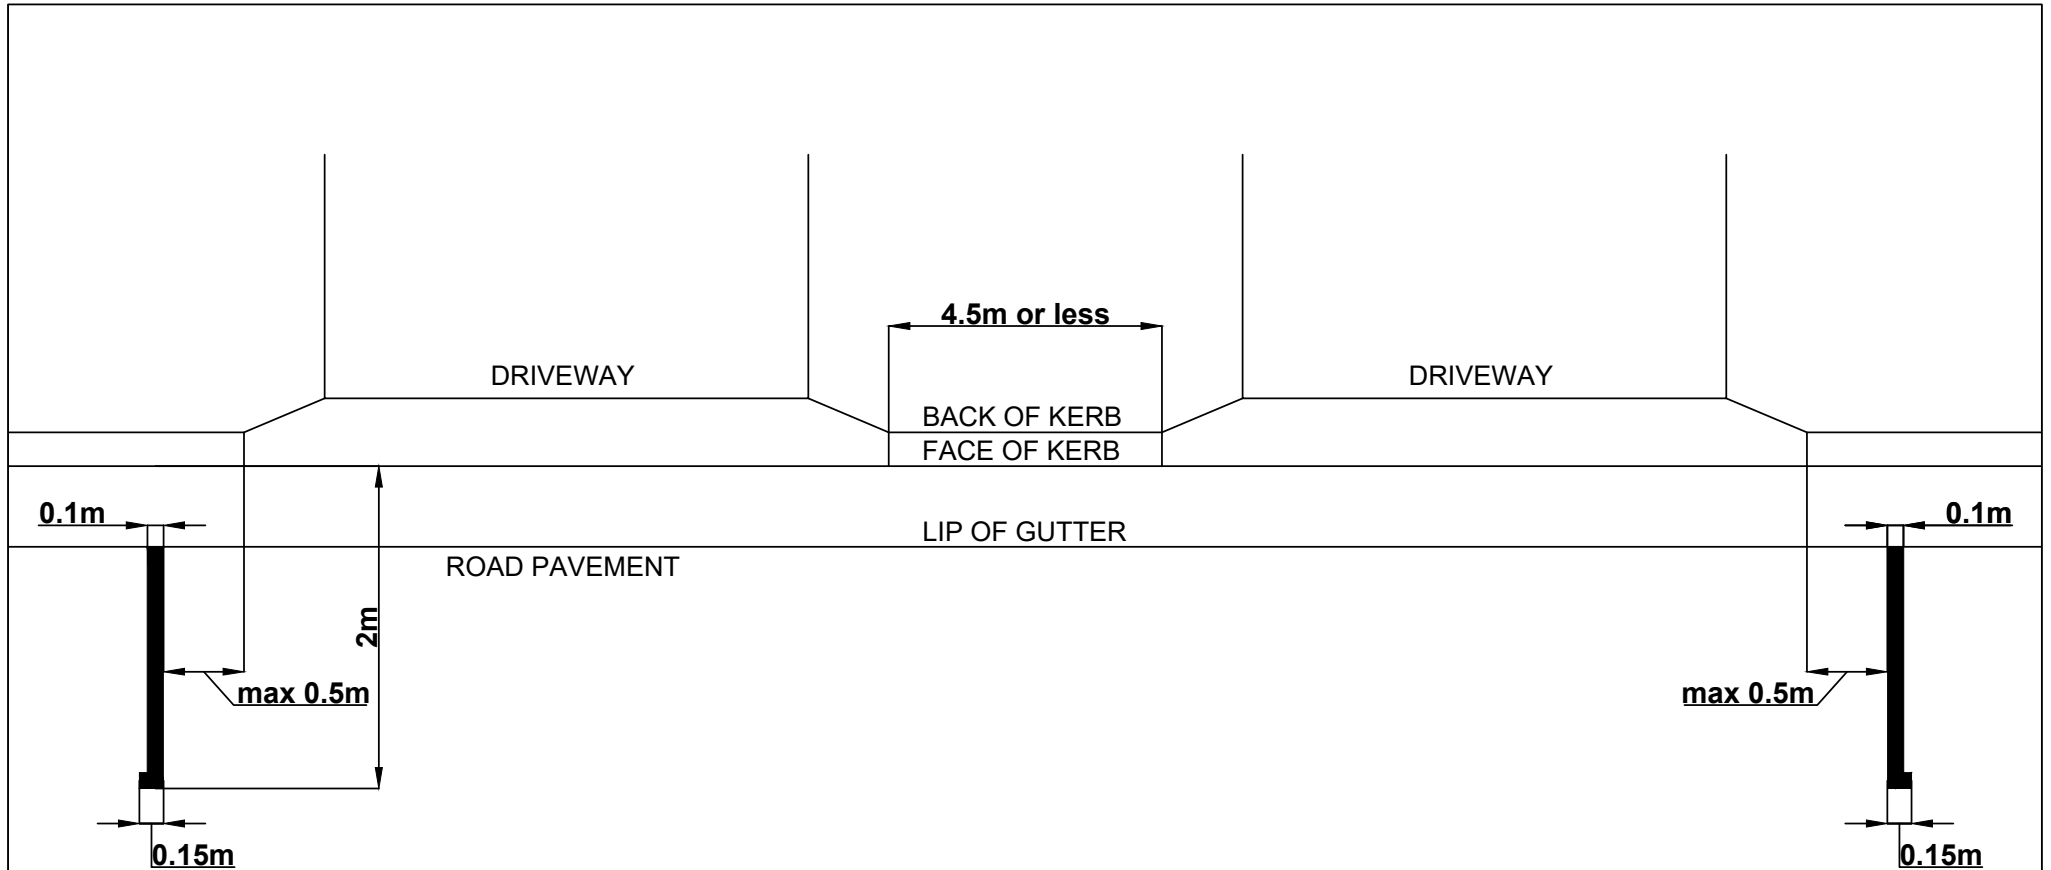 4.5m or less
DRIVEWAY
DRIVEWAY
BACK OF KERB
FACE OF KERB
0.1m
0.1m
LIP OF GUTTER
ROAD PAVEMENT
2m
max 0.5m
max 0.5m
0.15m
0.15m